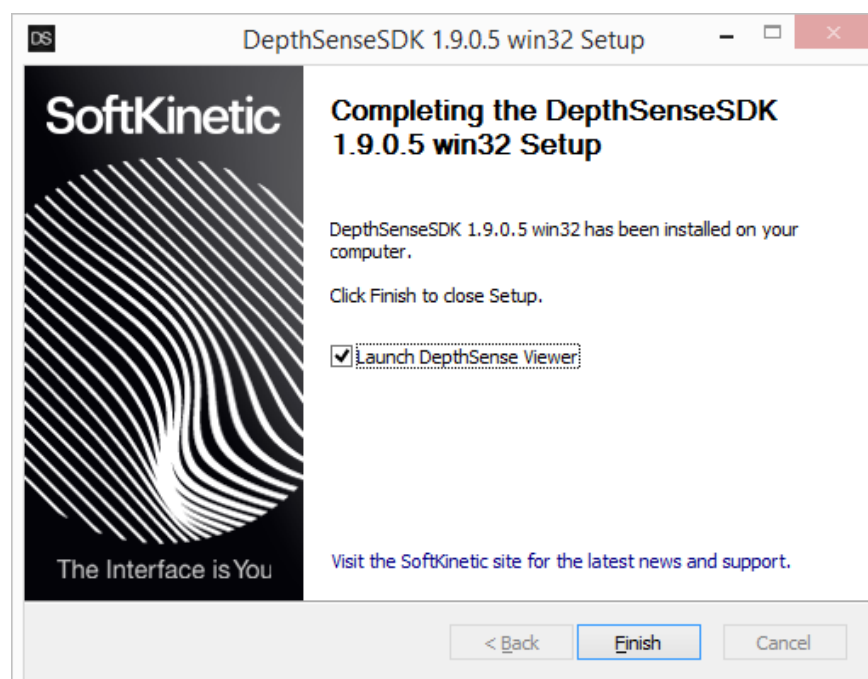 DS
DepthSenseSDK 1.9.0.5 win32 Setup
SoftKinetic
The Interface is You
Completing the DepthSenseSDK
1.9.0.5 win32 Setup
DepthSenseSDK 1.9.0.5 win32 has been installed on your
computer.
Click Finish to close Setup.
Launch DepthSense Viewer
Visit the SoftKinetic site for the latest news and support.
< Back
Finish
Cancel